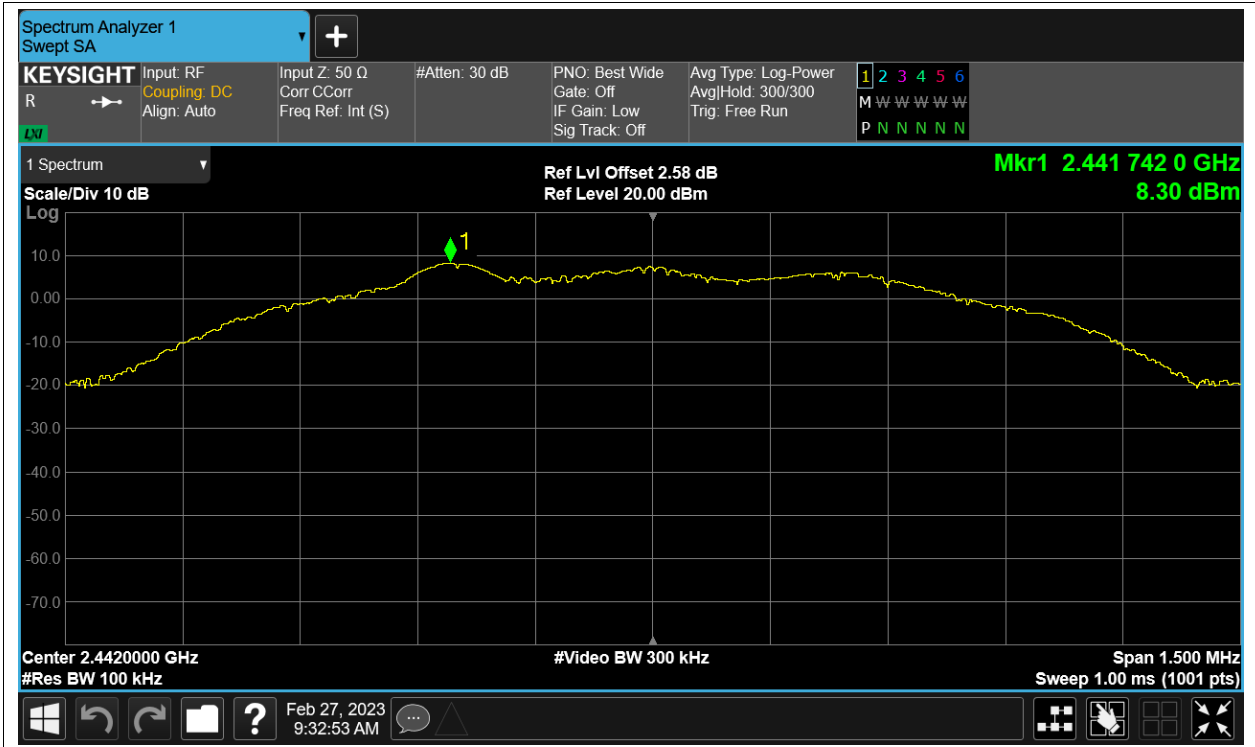 Spectrum Analyzer 1
Swept SA
KEYSIGHT
R
LXI
Input: RF
Coupling: DC
Align: Auto
Input Z: 50 Ω
Corr CCorr
Freq Ref: Int (S)
#Atten: 30 dB
PNO: Best Wide
Gate: Off
IF Gain: Low
Sig Track: Off
Avg Type: Log-Power
Avg|Hold: 300/300
Trig: Free Run
1 2 3 4 5 6
M W W W W W
P N N N N N
1 Spectrum
Scale/Div 10 dB
Log
Ref Lvl Offset 2.58 dB
Ref Level 20.00 dBm
Mkr1 2.441 742 0 GHz
8.30 dBm
1
10.0
0.00
-10.0
-20.0
-30.0
-40.0
-50.0
-60.0
-70.0
Center 2.4420000 GHz
#Res BW 100 kHz
#Video BW 300 kHz
Span 1.500 MHz
Sweep 1.00 ms (1001 pts)
?
Feb 27, 2023
9:32:53 AM